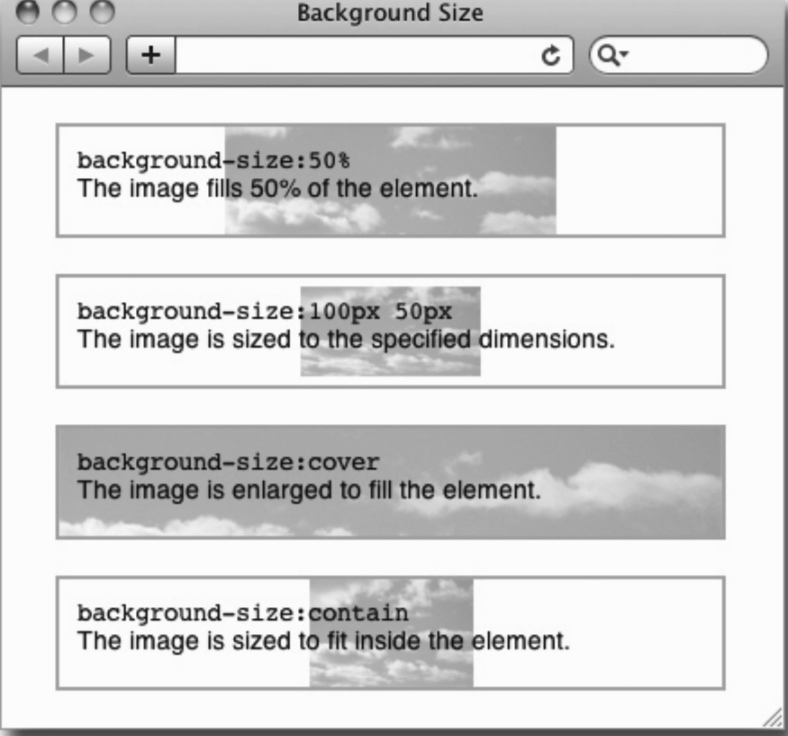 Background Size
background-size:50%
The image fills 50% of the element.
background-size:100px 50px
The image is sized to the specified dimensions.
background-size:cover
The image is enlarged to fill the element.
background-size:contain
The image is sized to fit inside the element.